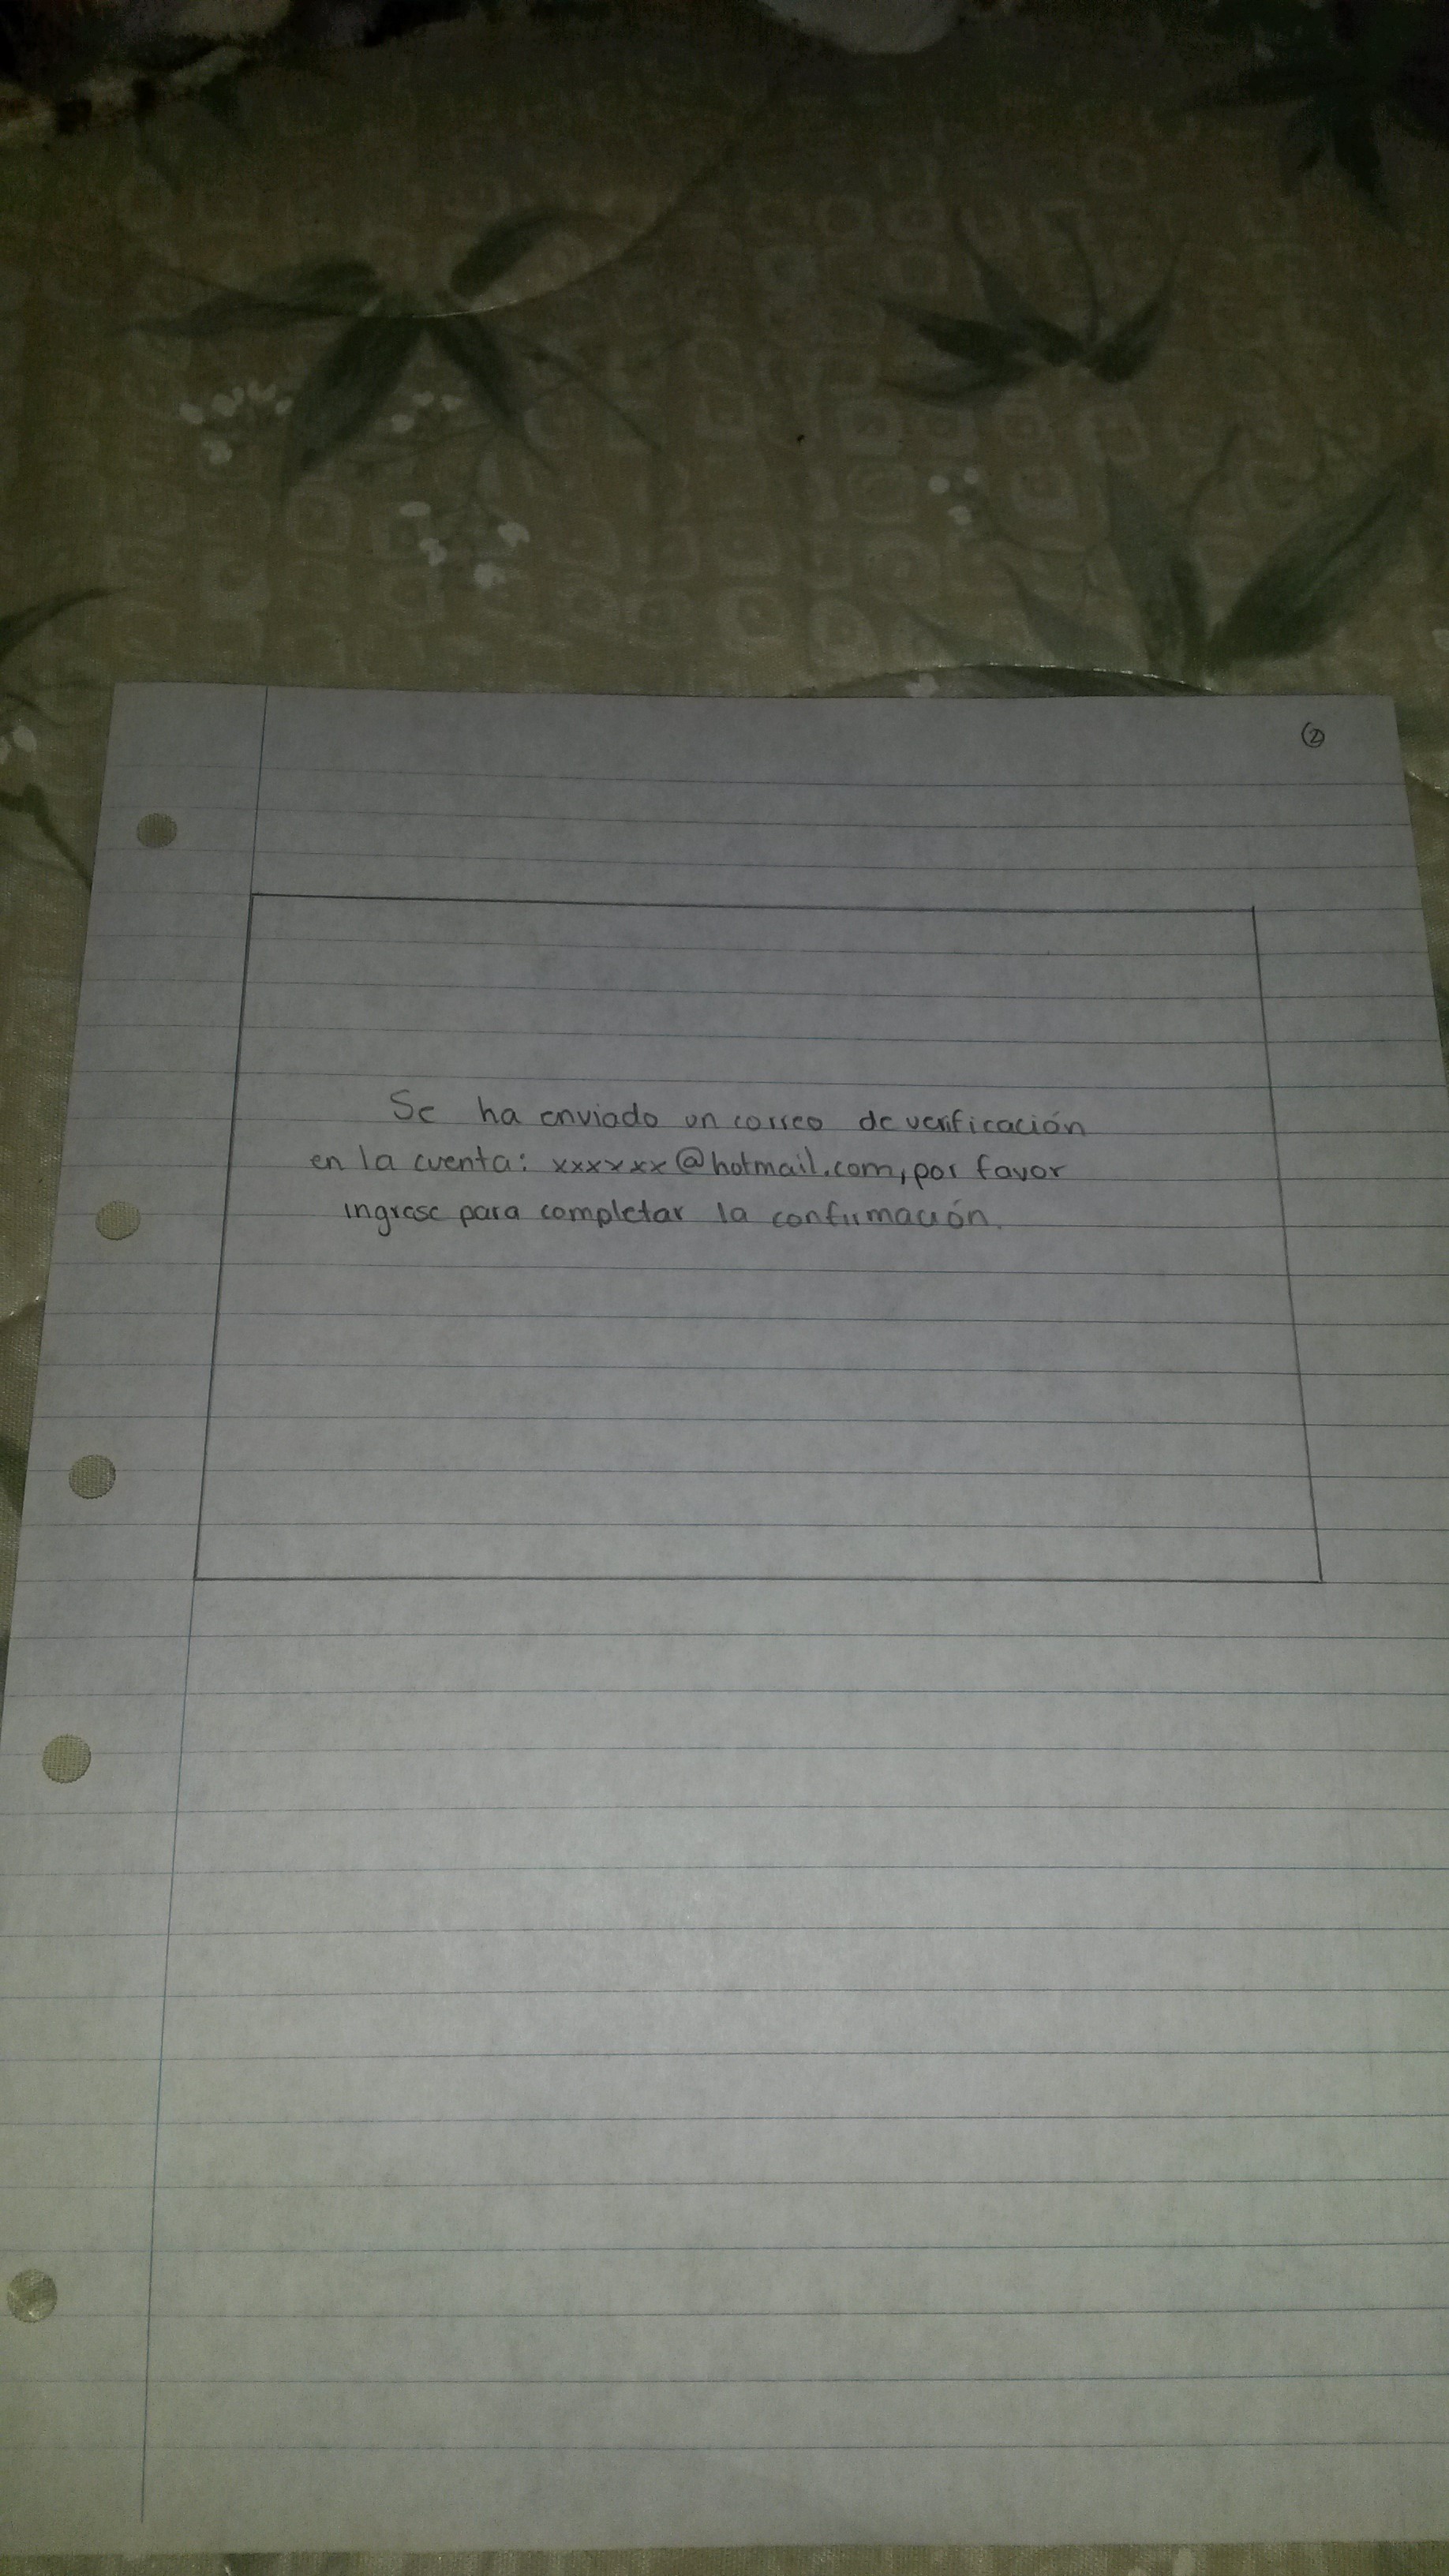 ②
Se ha enviado un correo de verificación
en la cuenta: xxxxxx@hotmail.com, por favor
ingrese para completar la confirmación.